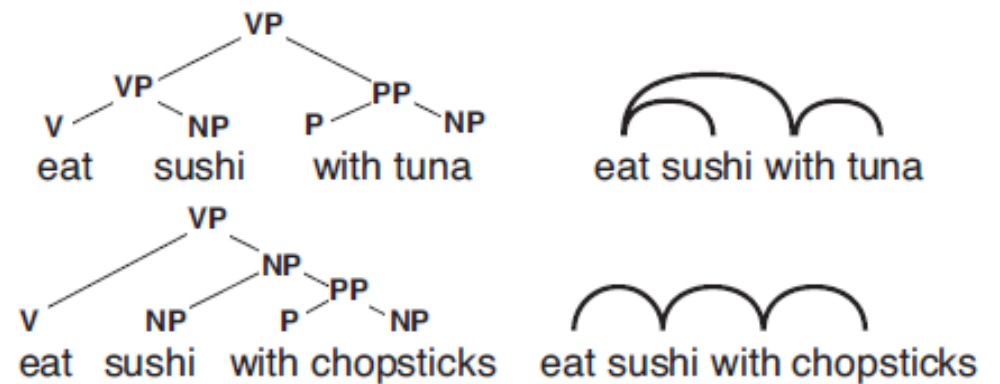 VP
VP PP
V NP P NP
eat sushi with tuna eat sushi with tuna
VP
NP
PP
V NP P NP
eat sushi with chopsticks eat sushi with chopsticks